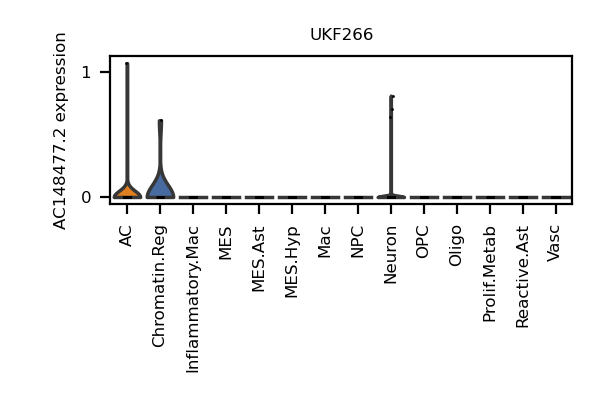 UKF266
AC148477.2 expression
1
0
AC
Chromatin.Reg
Inflammatory.Mac
MES
MES.Ast
MES.Hyp
Mac
NPC
Neuron
OPC
Oligo
Prolif.Metab
Reactive.Ast
Vasc